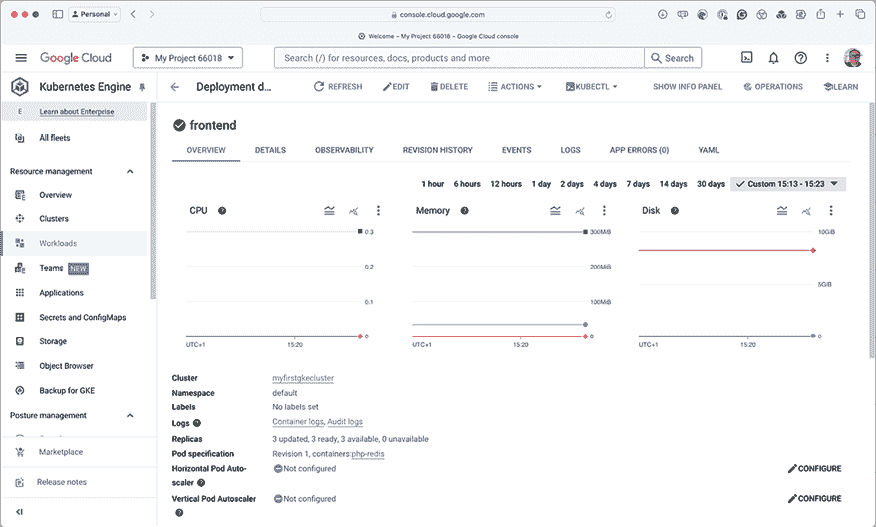 Personal
console.cloud.google.com
Welcome – My Project 66018 – Google Cloud console
Google Cloud
My Project 66018
Search (/) for resources, docs, products and more
Search
Kubernetes Engine
Deployment d...
REFRESH
EDIT
DELETE
ACTIONS
KUBECTL
SHOW INFO PANEL
OPERATIONS
LEARN
E
Learn about Enterprise
All fleets
Resource management
Overview
Clusters
Workloads
Teams NEW
Applications
Secrets and ConfigMaps
Storage
Object Browser
Backup for GKE
Posture management
Marketplace
Release notes
frontend
OVERVIEW
DETAILS
OBSERVABILITY
REVISION HISTORY
EVENTS
LOGS
APP ERRORS (0)
YAML
1 hour
6 hours
12 hours
1 day
2 days
4 days
7 days
14 days
30 days
Custom 15:13 - 15:23
CPU
0.3
0.2
0.1
0
UTC+1
15:20
Memory
300MiB
200MiB
100MiB
0
UTC+1
15:20
Disk
10GiB
5GiB
0
UTC+1
15:20
Cluster
myfirstgkecluster
Namespace
default
Labels
No labels set
Logs
Container logs, Audit logs
Replicas
3 updated, 3 ready, 3 available, 0 unavailable
Pod specification
Revision 1, containers:php-redis
Horizontal Pod Auto-
scaler
Not configured
CONFIGURE
Vertical Pod Autoscaler
Not configured
CONFIGURE